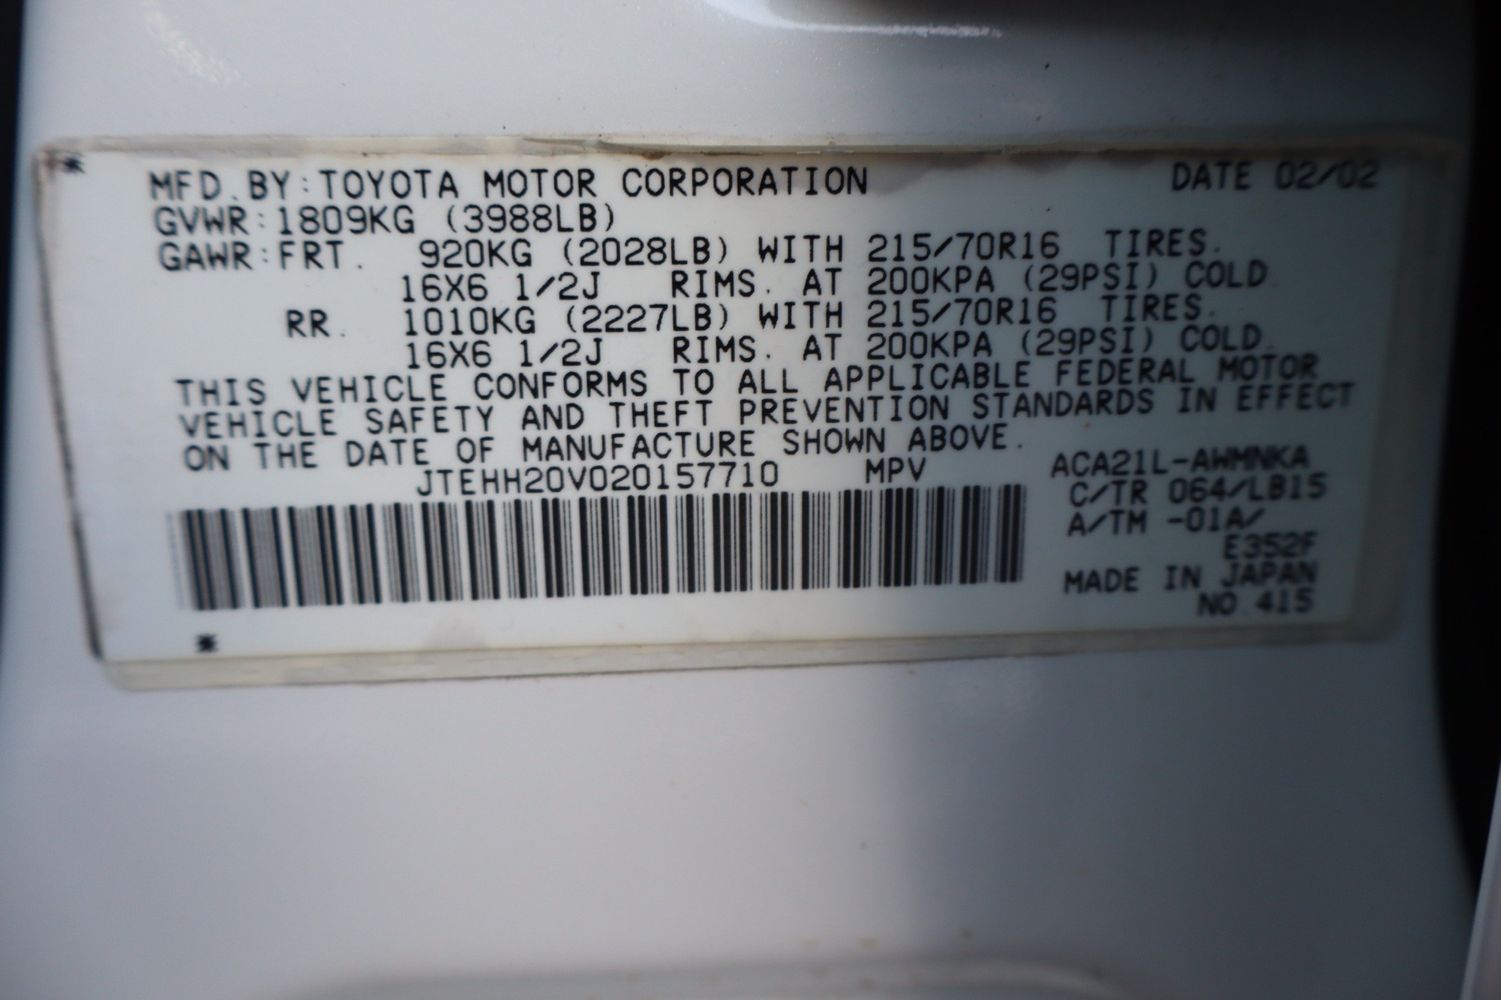 MFD. BY: TOYOTA MOTOR CORPORATION DATE 02/02
GVWR: 1809KG (3988LB)
GAWR: FRT. 920KG (2028LB) WITH 215/70R16 TIRES.
16X6 1/2J RIMS. AT 200KPA (29PSI) COLD.
RR. 1010KG (2227LB) WITH 215/70R16 TIRES.
16X6 1/2J RIMS. AT 200KPA (29PSI) COLD.
THIS VEHICLE CONFORMS TO ALL APPLICABLE FEDERAL MOTOR
VEHICLE SAFETY AND THEFT PREVENTION STANDARDS IN EFFECT
ON THE DATE OF MANUFACTURE SHOWN ABOVE.
JTEHH20V020157710 MPV ACA21L-AWMNKA
C/TR 064/LB15
A/TM -01A/
E352F
MADE IN JAPAN
NO.415